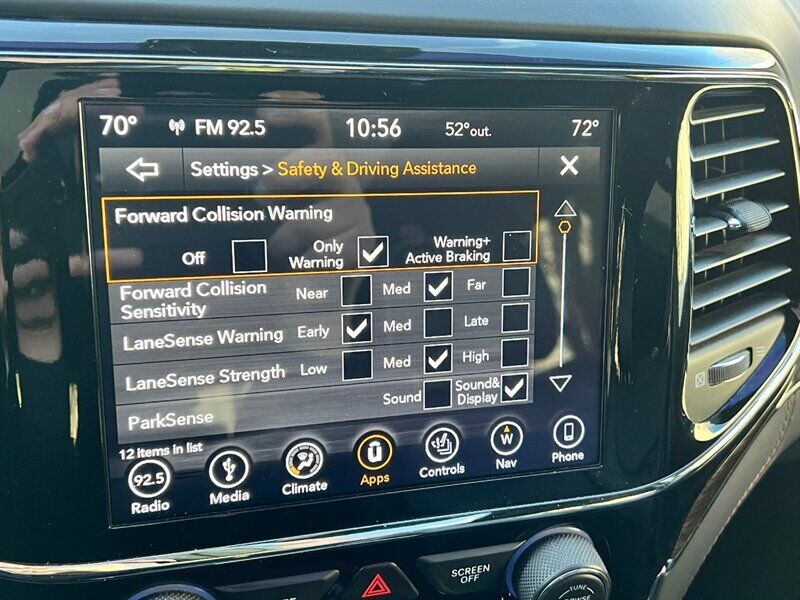 70° FM 92.5 10:56 52°out. 72°
Settings > Safety & Driving Assistance
Forward Collision Warning
Off Only Warning Warning+ Active Braking
Forward Collision Sensitivity Near Med Far
LaneSense Warning Early Med Late
LaneSense Strength Low Med High
ParkSense Sound Sound& Display
12 items in list
92.5 W
Radio Media Climate Apps Controls Nav Phone
SCREEN OFF
TUNE